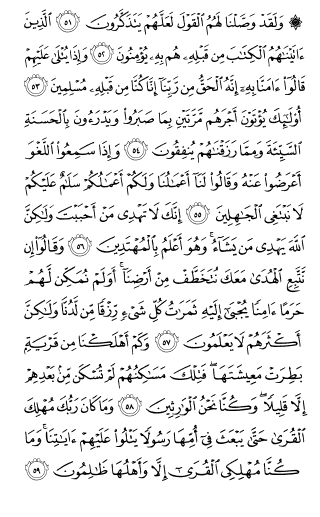 ۞ وَلَقَدْ وَصَّلْنَا لَهُمُ ٱلْقَوْلَ لَعَلَّهُمْ يَتَذَكَّرُونَ ٥١ ٱلَّذِينَ
ءَاتَيْنَٰهُمُ ٱلْكِتَٰبَ مِن قَبْلِهِۦ هُم بِهِۦ يُؤْمِنُونَ ٥٢ وَإِذَا يُتْلَىٰ عَلَيْهِمْ
قَالُوٓا۟ ءَامَنَّا بِهِۦٓ إِنَّهُ ٱلْحَقُّ مِن رَّبِّنَآ إِنَّا كُنَّا مِن قَبْلِهِۦ مُسْلِمِينَ ٥٣
أُو۟لَٰٓئِكَ يُؤْتَوْنَ أَجْرَهُم مَّرَّتَيْنِ بِمَا صَبَرُوا۟ وَيَدْرَءُونَ بِٱلْحَسَنَةِ
ٱلسَّيِّئَةَ وَمِمَّا رَزَقْنَٰهُمْ يُنفِقُونَ ٥٤ وَإِذَا سَمِعُوا۟ ٱللَّغْوَ
أَعْرَضُوا۟ عَنْهُ وَقَالُوا۟ لَنَآ أَعْمَٰلُنَا وَلَكُمْ أَعْمَٰلُكُمْ سَلَٰمٌ عَلَيْكُمْ
لَا نَبْتَغِى ٱلْجَٰهِلِينَ ٥٥ إِنَّكَ لَا تَهْدِى مَنْ أَحْبَبْتَ وَلَٰكِنَّ
ٱللَّهَ يَهْدِى مَن يَشَآءُ ۚ وَهُوَ أَعْلَمُ بِٱلْمُهْتَدِينَ ٥٦ وَقَالُوٓا۟ إِن
نَّتَّبِعِ ٱلْهُدَىٰ مَعَكَ نُتَخَطَّفْ مِنْ أَرْضِنَآ ۚ أَوَلَمْ نُمَكِّن لَّهُمْ
حَرَمًا ءَامِنًا يُجْبَىٰٓ إِلَيْهِ ثَمَرَٰتُ كُلِّ شَىْءٍ رِّزْقًا مِّن لَّدُنَّا وَلَٰكِنَّ
أَكْثَرَهُمْ لَا يَعْلَمُونَ ٥٧ وَكَمْ أَهْلَكْنَا مِن قَرْيَةٍۭ
بَطِرَتْ مَعِيشَتَهَا ۖ فَتِلْكَ مَسَٰكِنُهُمْ لَمْ تُسْكَن مِّنۢ بَعْدِهِمْ
إِلَّا قَلِيلًا ۖ وَكُنَّا نَحْنُ ٱلْوَٰرِثِينَ ٥٨ وَمَا كَانَ رَبُّكَ مُهْلِكَ
ٱلْقُرَىٰ حَتَّىٰ يَبْعَثَ فِىٓ أُمِّهَا رَسُولًا يَتْلُوا۟ عَلَيْهِمْ ءَايَٰتِنَا ۚ وَمَا
كُنَّا مُهْلِكِى ٱلْقُرَىٰٓ إِلَّا وَأَهْلُهَا ظَٰلِمُونَ ٥٩